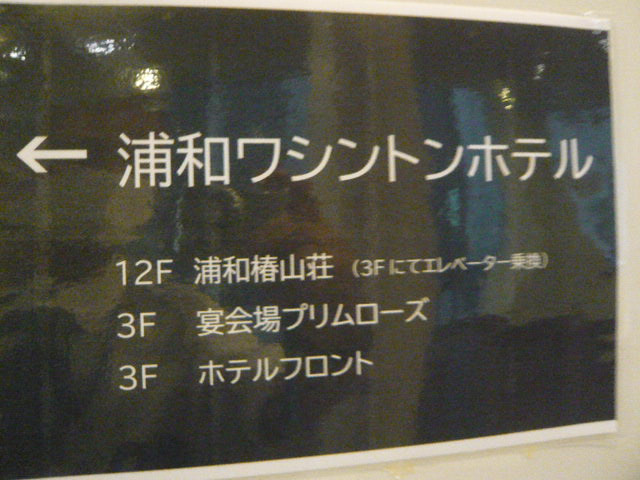 ← 浦和ワシントンホテル
12F 浦和椿山荘 (3Fにてエレベーター乗換)
3F 宴会場プリムローズ
3F ホテルフロント